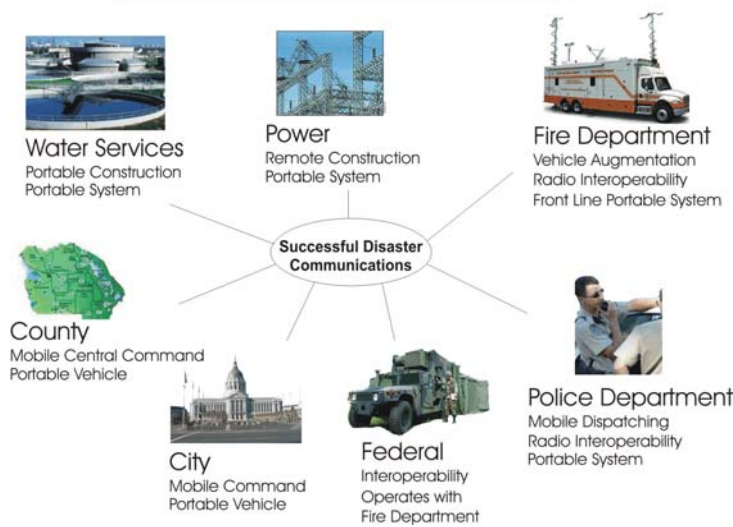 Water Services
Portable Construction
Portable System
Power
Remote Construction
Portable System
Fire Department
Vehicle Augmentation
Radio Interoperability
Front Line Portable System
Successful Disaster
Communications
County
Mobile Central Command
Portable Vehicle
City
Mobile Command
Portable Vehicle
Federal
Interoperability
Operates with
Fire Department
Police Department
Mobile Dispatching
Radio Interoperability
Portable System